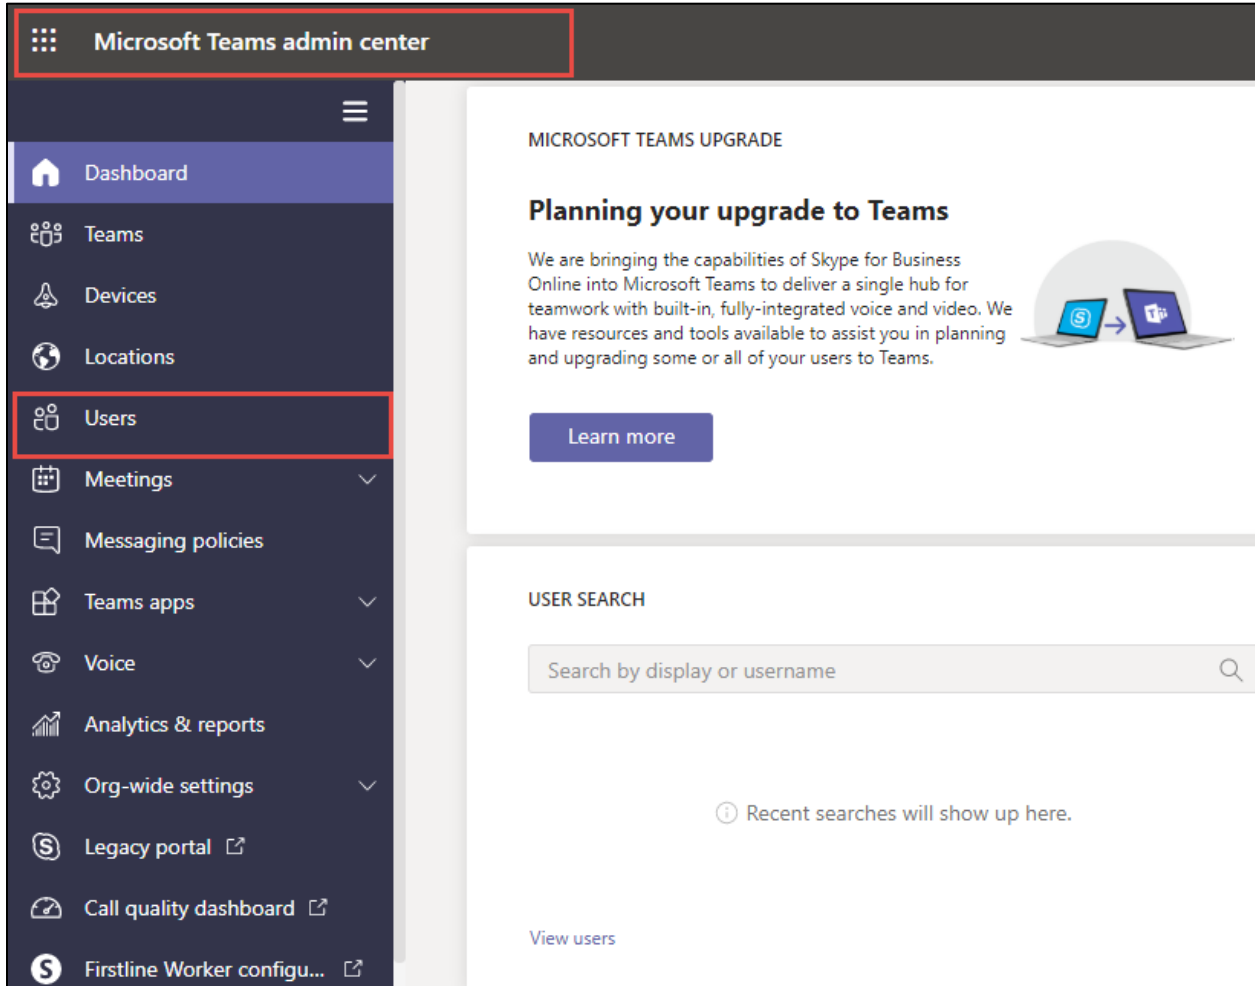 Microsoft Teams admin center
Dashboard
Teams
Devices
Locations
Users
Meetings
Messaging policies
Teams apps
Voice
Analytics & reports
Org-wide settings
Legacy portal
Call quality dashboard
Firstline Worker configu...
MICROSOFT TEAMS UPGRADE
Planning your upgrade to Teams
We are bringing the capabilities of Skype for Business
Online into Microsoft Teams to deliver a single hub for
teamwork with built-in, fully-integrated voice and video. We
have resources and tools available to assist you in planning
and upgrading some or all of your users to Teams.
Learn more
USER SEARCH
Search by display or username
Recent searches will show up here.
View users